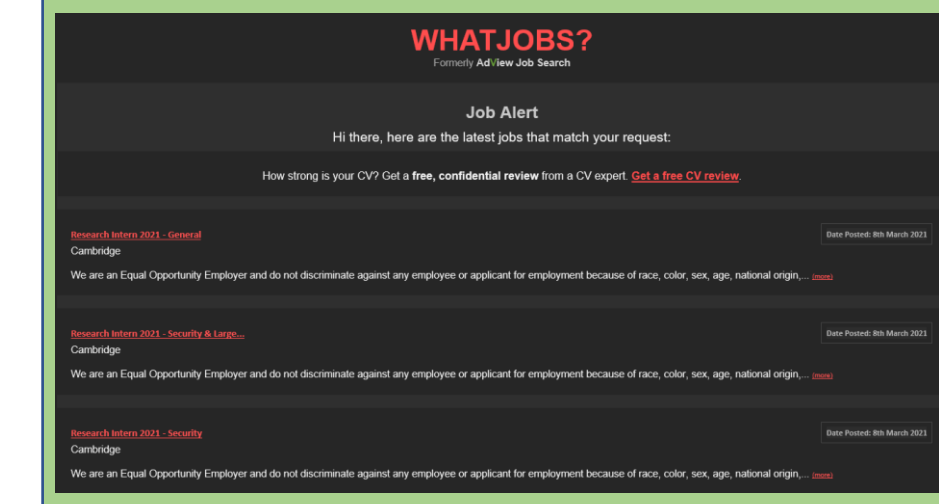 WHATJOBS?
Formerly AdView Job Search
Job Alert
Hi there, here are the latest jobs that match your request:
How strong is your CV? Get a free, confidential review from a CV expert. Get a free CV review.
Research Intern 2021 - General
Date Posted: 8th March 2021
Cambridge
We are an Equal Opportunity Employer and do not discriminate against any employee or applicant for employment because of race, color, sex, age, national origin,... (more)
Research Intern 2021 - Security & Large...
Date Posted: 8th March 2021
Cambridge
We are an Equal Opportunity Employer and do not discriminate against any employee or applicant for employment because of race, color, sex, age, national origin,... (more)
Research Intern 2021 - Security
Date Posted: 8th March 2021
Cambridge
We are an Equal Opportunity Employer and do not discriminate against any employee or applicant for employment because of race, color, sex, age, national origin,... (more)